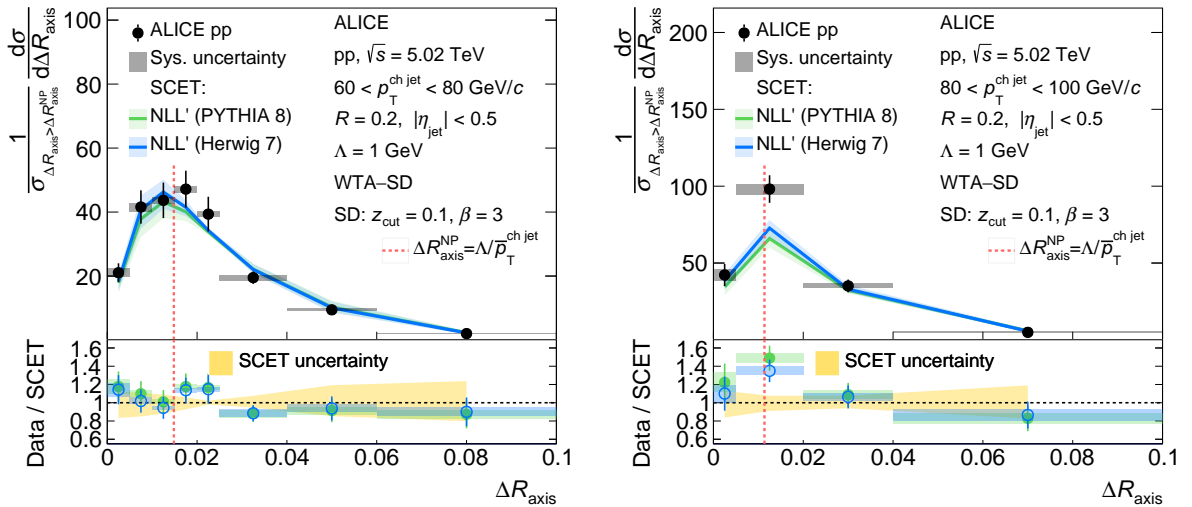 1/σ_{ΔR_axis>ΔR_axis^NP} dσ/dΔR_axis
100
80
60
40
20
ALICE pp
Sys. uncertainty
SCET:
NLL' (PYTHIA 8)
NLL' (Herwig 7)
ALICE
pp, √s = 5.02 TeV
60 < p_T^{ch jet} < 80 GeV/c
R = 0.2, |η_jet| < 0.5
Λ = 1 GeV
WTA–SD
SD: z_cut = 0.1, β = 3
ΔR_axis^NP=Λ/p̅_T^{ch jet}
Data / SCET
1.6
1.4
1.2
1
0.8
0.6
SCET uncertainty
0 0.02 0.04 0.06 0.08 0.1
ΔR_axis
1/σ_{ΔR_axis>ΔR_axis^NP} dσ/dΔR_axis
200
150
100
50
ALICE pp
Sys. uncertainty
SCET:
NLL' (PYTHIA 8)
NLL' (Herwig 7)
ALICE
pp, √s = 5.02 TeV
80 < p_T^{ch jet} < 100 GeV/c
R = 0.2, |η_jet| < 0.5
Λ = 1 GeV
WTA–SD
SD: z_cut = 0.1, β = 3
ΔR_axis^NP=Λ/p̅_T^{ch jet}
Data / SCET
1.6
1.4
1.2
1
0.8
0.6
SCET uncertainty
0 0.02 0.04 0.06 0.08 0.1
ΔR_axis